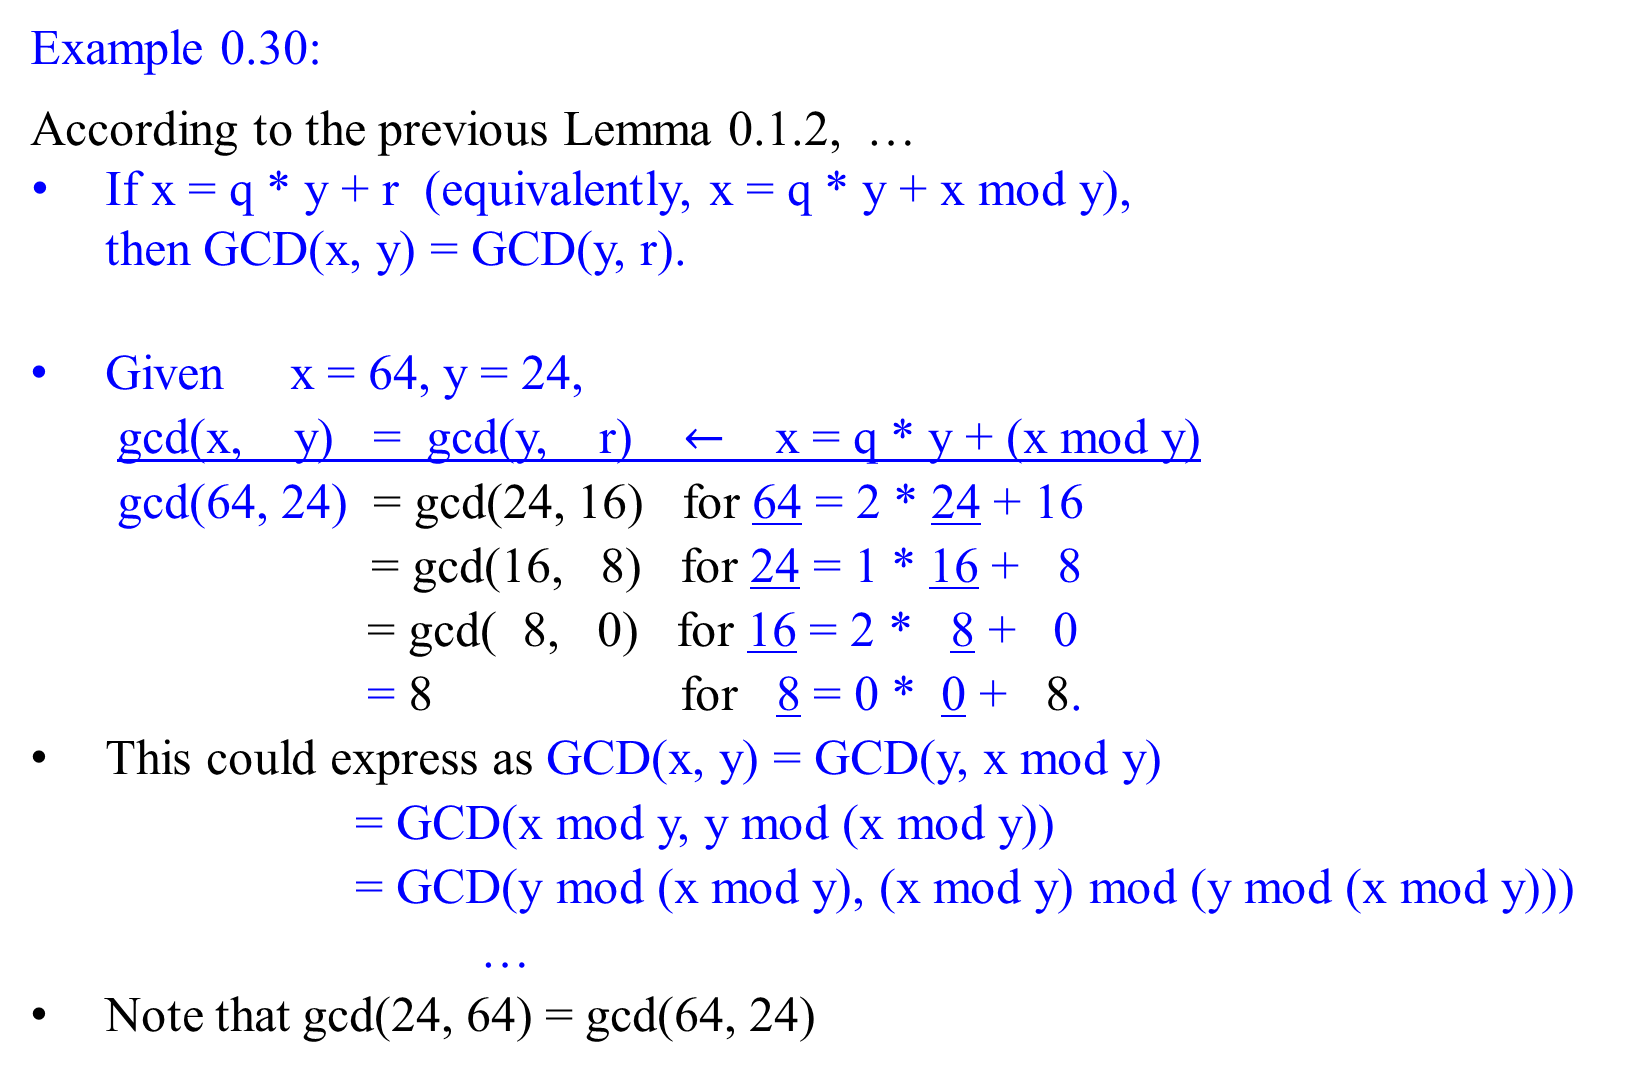 Example 0.30:
According to the previous Lemma 0.1.2, …
• If x = q * y + r (equivalently, x = q * y + x mod y),
then GCD(x, y) = GCD(y, r).
• Given x = 64, y = 24,
gcd(x, y) = gcd(y, r) ← x = q * y + (x mod y)
gcd(64, 24) = gcd(24, 16) for 64 = 2 * 24 + 16
= gcd(16, 8) for 24 = 1 * 16 + 8
= gcd( 8, 0) for 16 = 2 * 8 + 0
= 8 for 8 = 0 * 0 + 8.
• This could express as GCD(x, y) = GCD(y, x mod y)
= GCD(x mod y, y mod (x mod y))
= GCD(y mod (x mod y), (x mod y) mod (y mod (x mod y)))
…
• Note that gcd(24, 64) = gcd(64, 24)